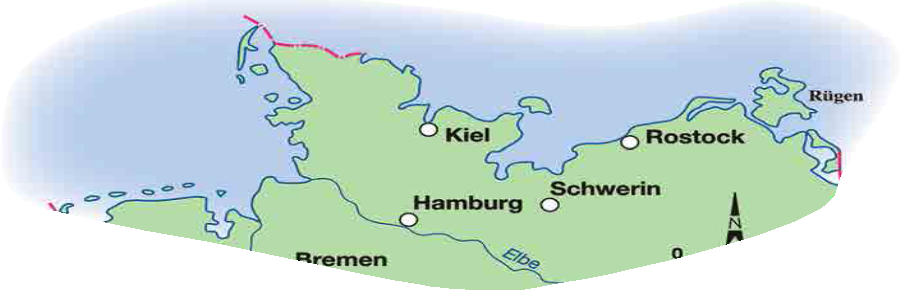 Rügen
Kiel
Rostock
Schwerin
Hamburg
N
Elbe
0
Bremen